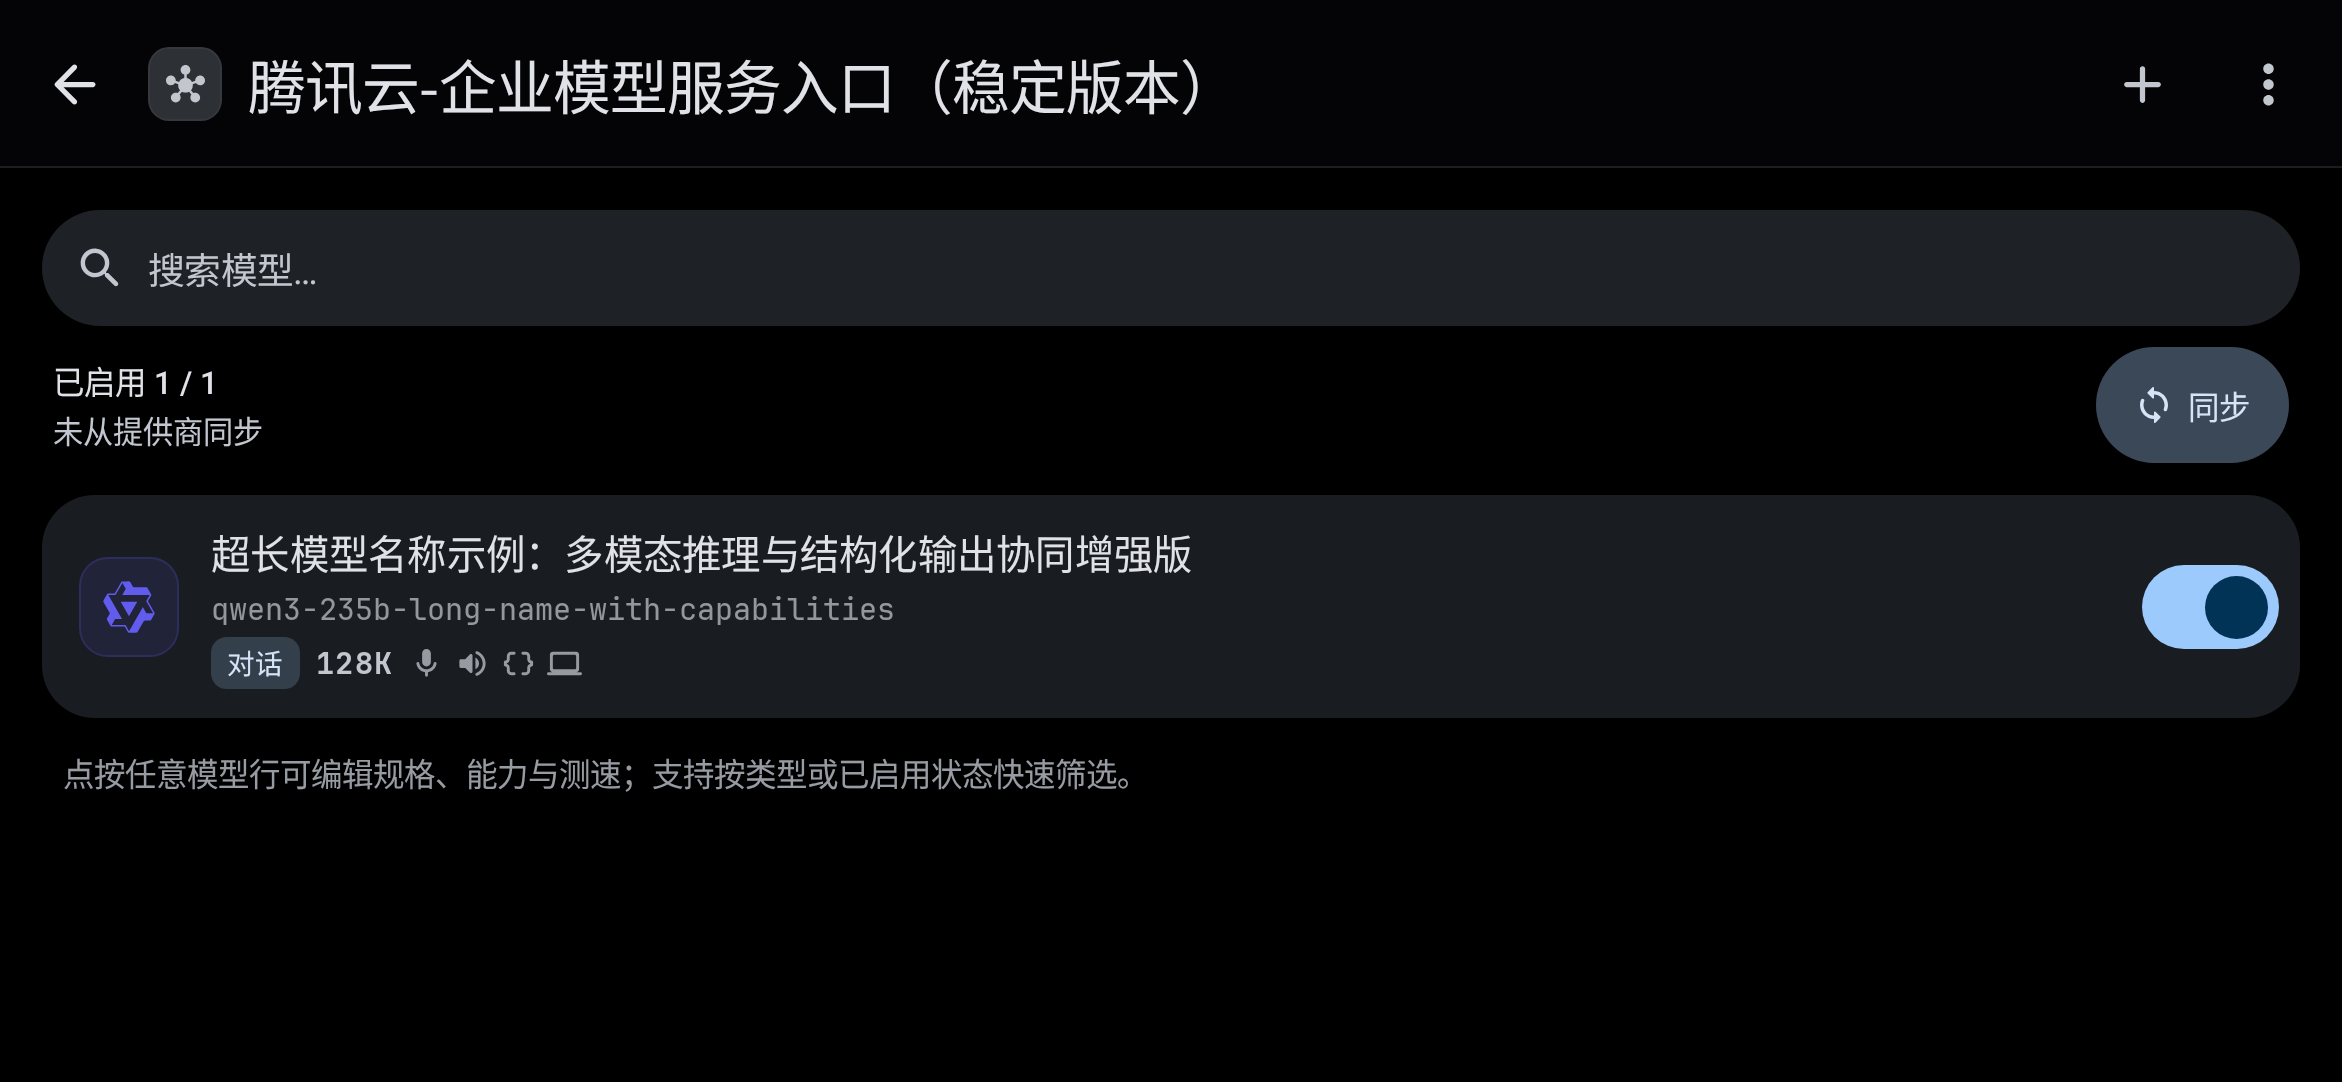 腾讯云-企业模型服务入口（稳定版本）
搜索模型...
已启用 1 / 1
未从提供商同步
同步
超长模型名称示例：多模态推理与结构化输出协同增强版
qwen3-235b-long-name-with-capabilities
对话 128K
点按任意模型行可编辑规格、能力与测速；支持按类型或已启用状态快速筛选。